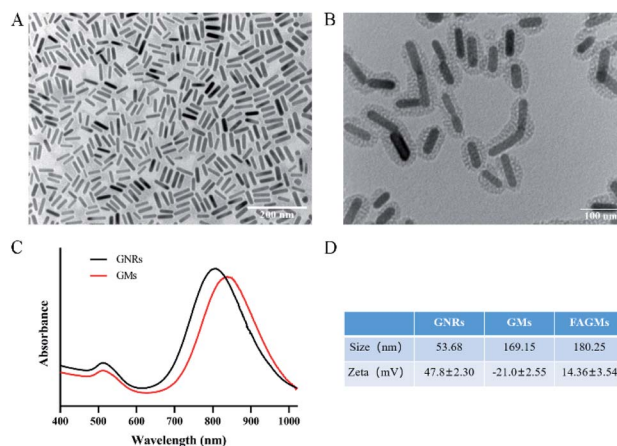 A
B
200 nm
100 nm
C
D
GNRs
GMs
Absorbance
400 500 600 700 800 900 1000
Wavelength (nm)
GNRs GMs FAGMs
Size (nm) 53.68 169.15 180.25
Zeta (mV) 47.8±2.30 -21.0±2.55 14.36±3.54